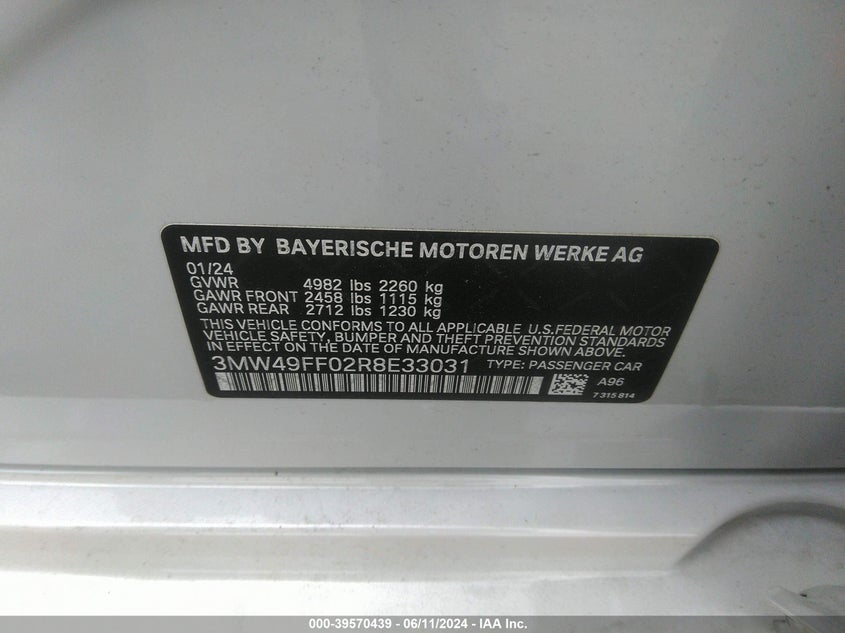 MFD BY BAYERISCHE MOTOREN WERKE AG
01/24
GVWR 4982 lbs 2260 kg
GAWR FRONT 2458 lbs 1115 kg
GAWR REAR 2712 lbs 1230 kg
THIS VEHICLE CONFORMS TO ALL APPLICABLE U.S.FEDERAL MOTOR
VEHICLE SAFETY, BUMPER AND THEFT PREVENTION STANDARDS
IN EFFECT ON THE DATE OF MANUFACTURE SHOWN ABOVE.
3MW49FF02R8E33031 TYPE: PASSENGER CAR
A96
7 315 814
000-39570439 - 06/11/2024 - IAA Inc.